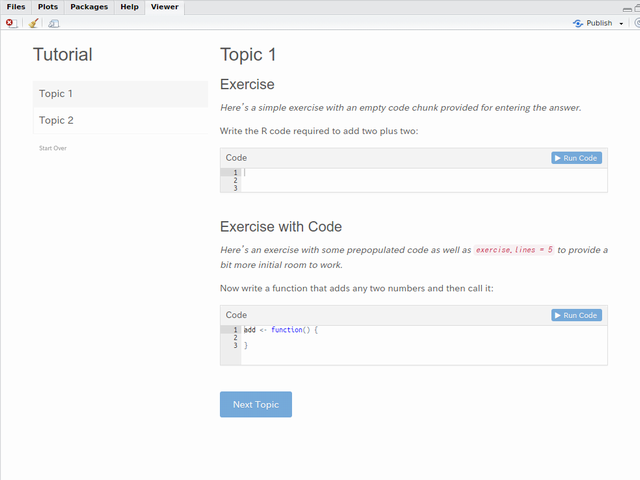 Files Plots Packages Help Viewer
Publish
Tutorial
Topic 1
Topic 2
Start Over
Topic 1
Exercise
Here's a simple exercise with an empty code chunk provided for entering the answer.
Write the R code required to add two plus two:
Code Run Code
1
2
3
Exercise with Code
Here's an exercise with some prepopulated code as well as exercise.lines = 5 to provide a
bit more initial room to work.
Now write a function that adds any two numbers and then call it:
Code Run Code
1 add <- function() {
2
3 }
Next Topic